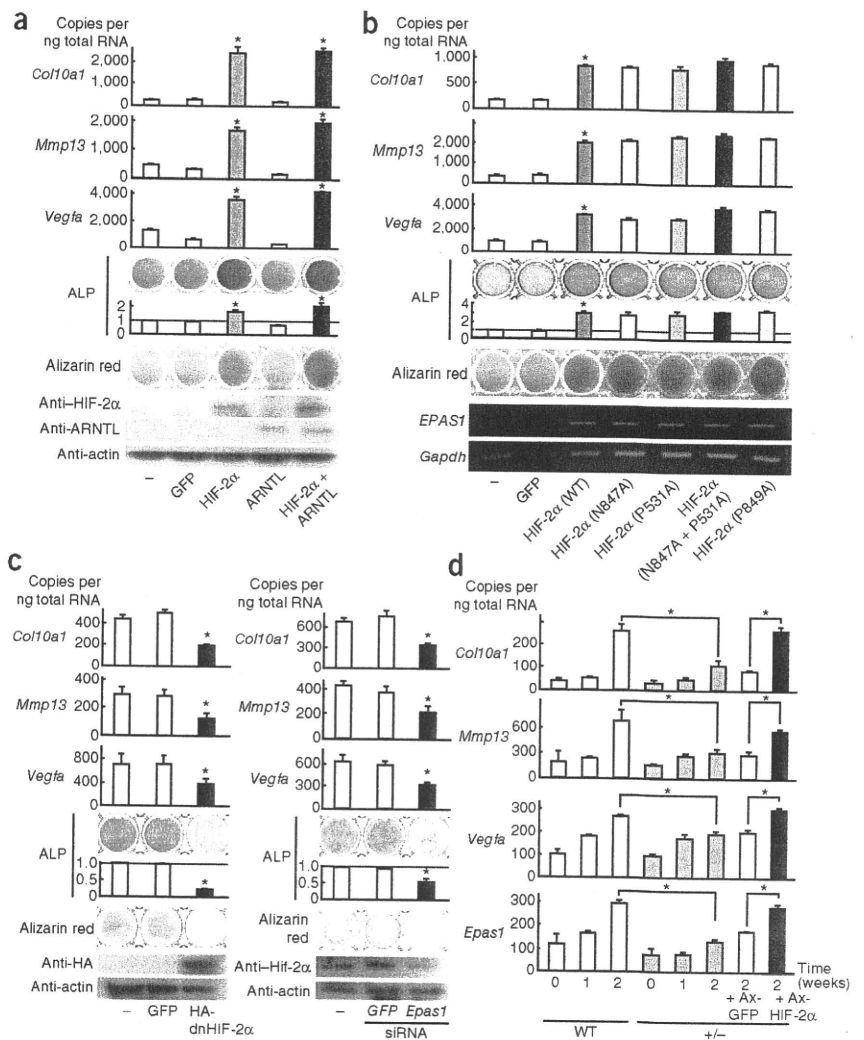 a
Copies per
ng total RNA
Col10a1
2,000
1,000
0
Mmp13
2,000
1,000
0
Vegfa
4,000
2,000
0
ALP
2
1
0
Alizarin red
Anti–HIF-2α
Anti-ARNTL
Anti-actin
–
GFP
HIF-2α
ARNTL
HIF-2α +
ARNTL
b
Copies per
ng total RNA
Col10a1
1,000
500
0
Mmp13
2,000
1,000
0
Vegfa
4,000
2,000
0
ALP
4
3
2
1
0
Alizarin red
EPAS1
Gapdh
–
GFP
HIF-2α (WT)
HIF-2α (N847A)
HIF-2α (P531A)
HIF-2α
(N847A + P531A)
HIF-2α (P849A)
c
Copies per
ng total RNA
Col10a1
400
200
0
Mmp13
400
200
0
Vegfa
800
400
0
ALP
1.0
0.5
0
Alizarin red
Anti-HA
Anti-actin
–
GFP
HA-
dnHIF-2α
Copies per
ng total RNA
Col10a1
600
300
0
Mmp13
400
200
0
Vegfa
600
300
0
ALP
1.0
0.5
0
Alizarin
red
Anti–Hif-2α
Anti-actin
–
GFP Epas1
siRNA
d
Copies per
ng total RNA
Col10a1
200
100
0
Mmp13
600
300
0
Vegfa
300
200
100
0
Epas1
300
200
100
0
Time
(weeks)
0 1 2 0 1 2 2 2
+ Ax-
GFP
+ Ax-
HIF-2α
WT
+/–